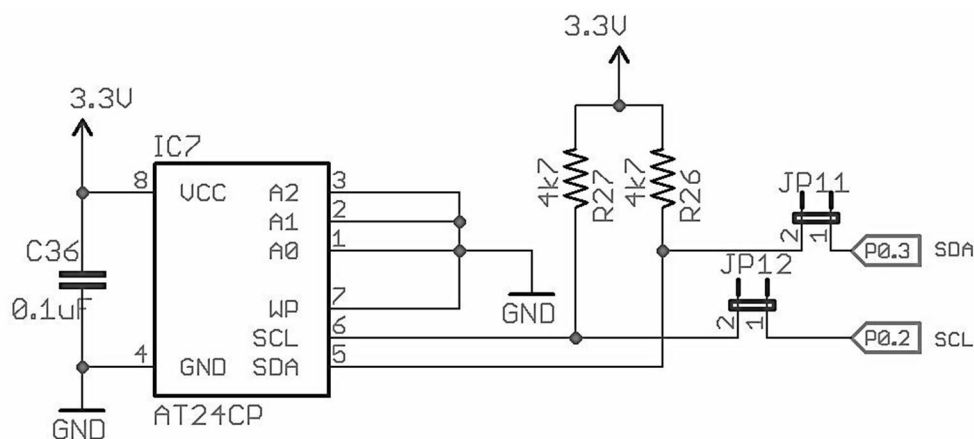 3.3V
3.3V
IC7
8
VCC
A2
3
A1
2
A0
1
WP
7
SCL
6
4
GND
SDA
5
AT24CP
C36
0.1uF
GND
GND
4k7
R27
4k7
R26
JP11
2
1
P0.3
SDA
JP12
2
1
P0.2
SCL